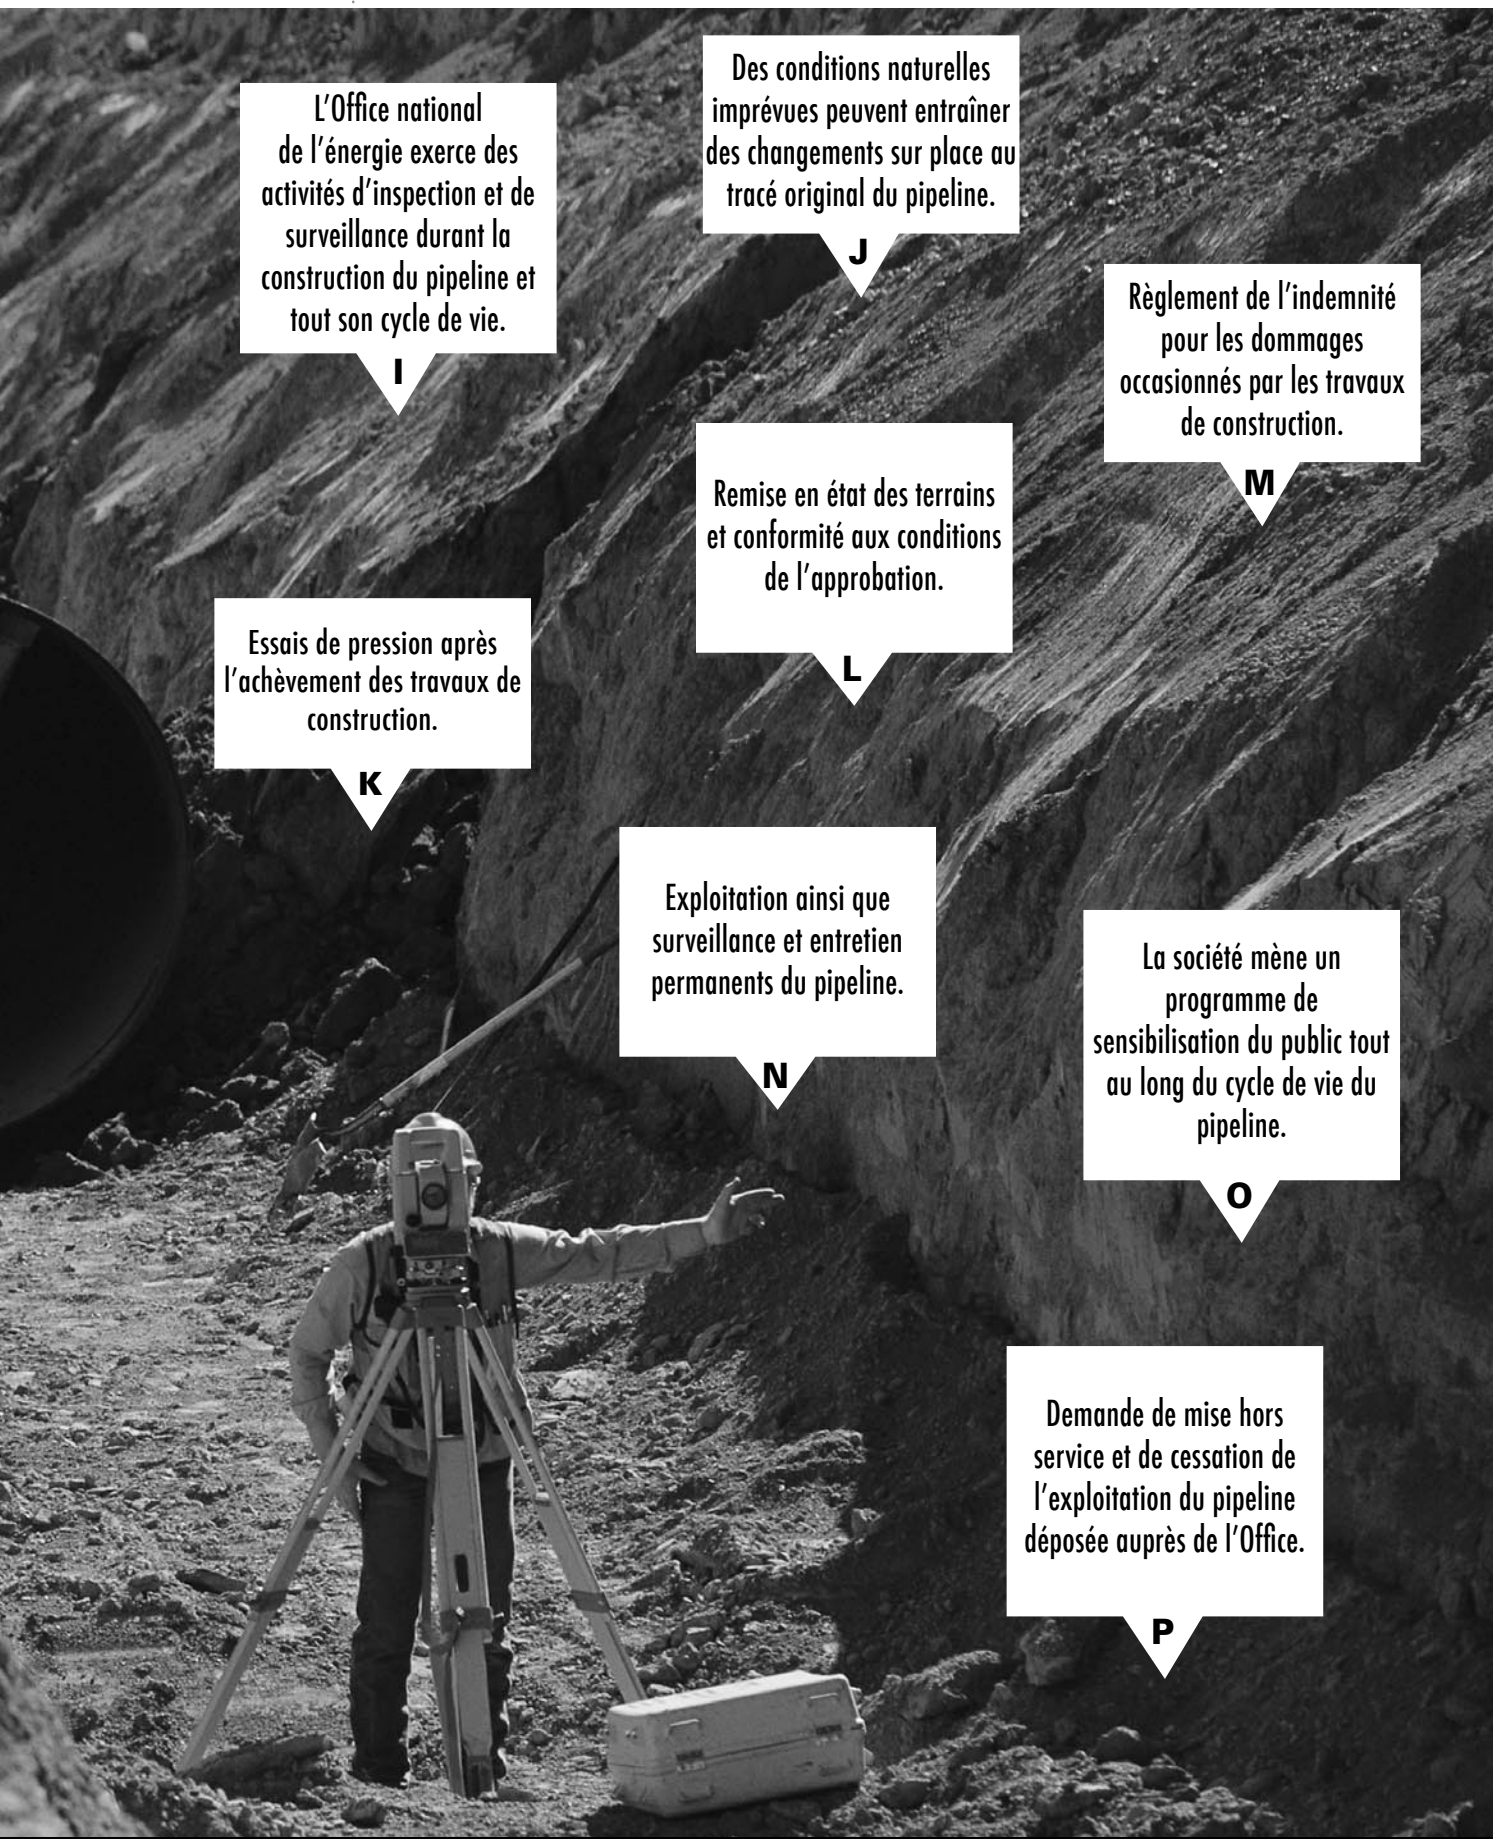 L'Office national
de l'énergie exerce des
activités d'inspection et de
surveillance durant la
construction du pipeline et
tout son cycle de vie.
I
Des conditions naturelles
imprévues peuvent entraîner
des changements sur place au
tracé original du pipeline.
J
Essais de pression après
l'achèvement des travaux de
construction.
K
Remise en état des terrains
et conformité aux conditions
de l'approbation.
L
Règlement de l'indemnité
pour les dommages
occasionnés par les travaux
de construction.
M
Exploitation ainsi que
surveillance et entretien
permanents du pipeline.
N
La société mène un
programme de
sensibilisation du public tout
au long du cycle de vie du
pipeline.
O
Demande de mise hors
service et de cessation de
l'exploitation du pipeline
déposée auprès de l'Office.
P